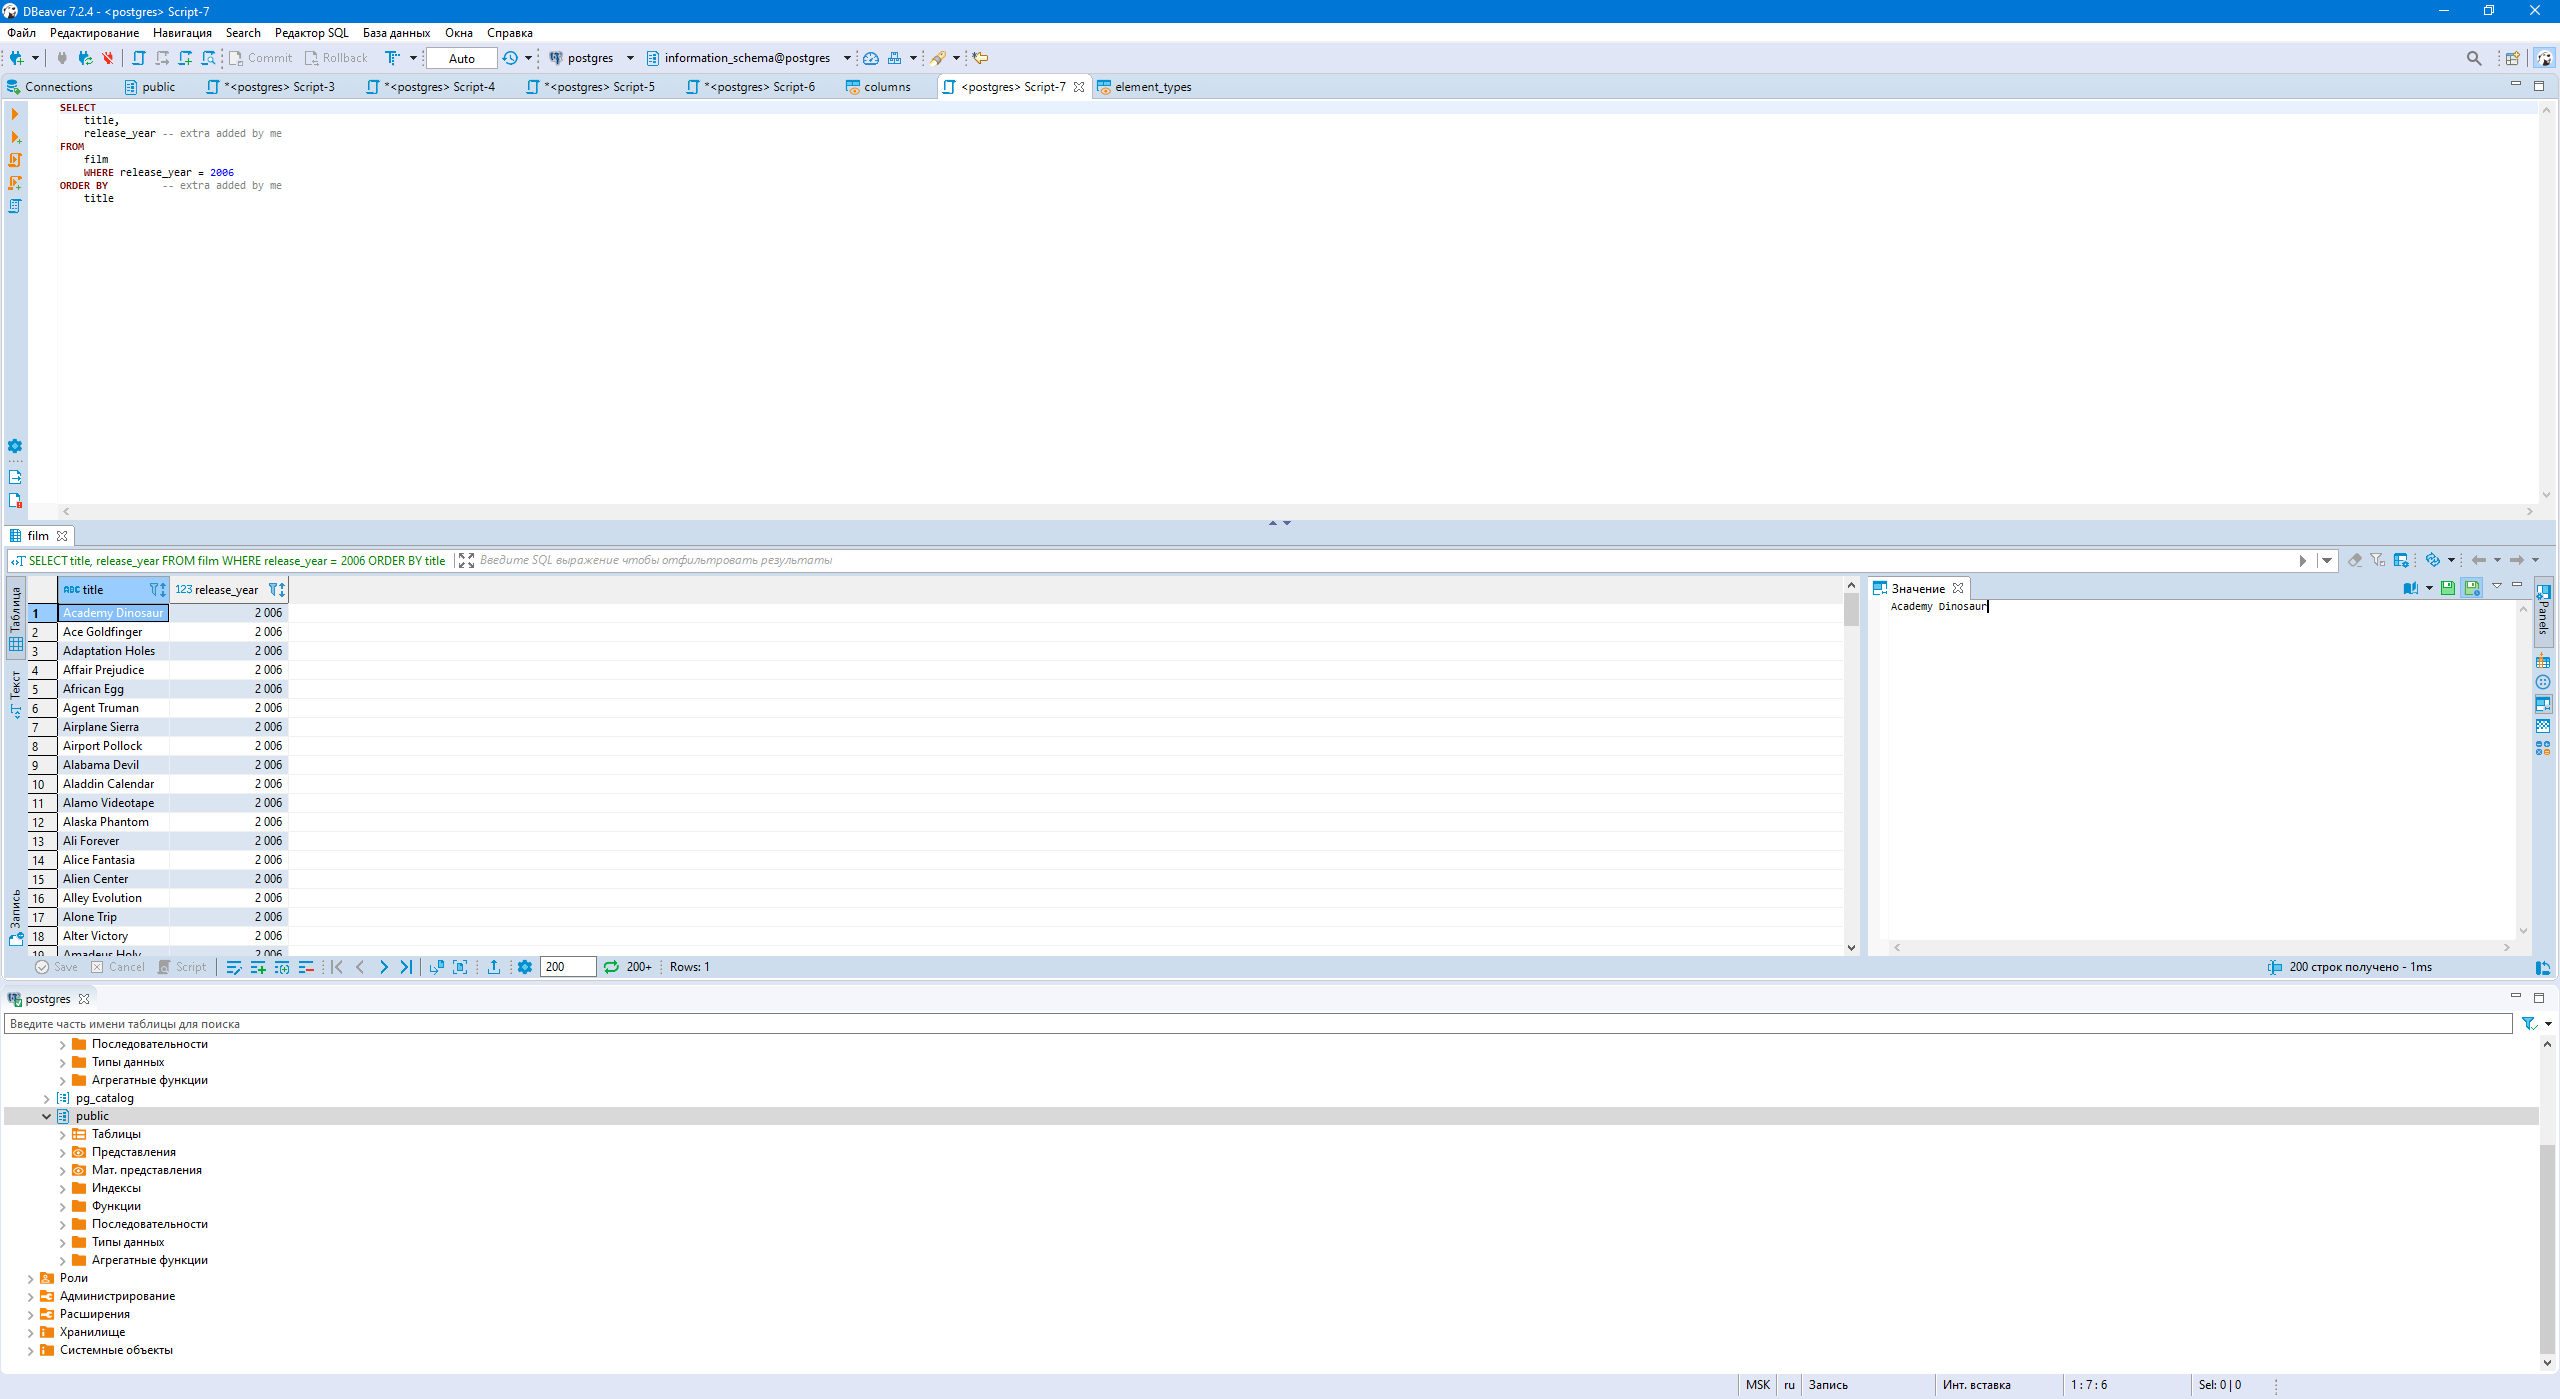 DBeaver 7.2.4 - <postgres> Script-7
Файл Редактирование Навигация Search Редактор SQL База данных Окна Справка
Commit Rollback Auto postgres information_schema@postgres
Connections public *<postgres> Script-3 *<postgres> Script-4 *<postgres> Script-5 *<postgres> Script-6 columns <postgres> Script-7 element_types
SELECT
title,
release_year -- extra added by me
FROM
film
WHERE release_year = 2006
ORDER BY -- extra added by me
title
film
SELECT title, release_year FROM film WHERE release_year = 2006 ORDER BY title Введите SQL выражение чтобы отфильтровать результаты
Таблица
Текст
Запись
ABC title 123 release_year
1 Academy Dinosaur 2 006
2 Ace Goldfinger 2 006
3 Adaptation Holes 2 006
4 Affair Prejudice 2 006
5 African Egg 2 006
6 Agent Truman 2 006
7 Airplane Sierra 2 006
8 Airport Pollock 2 006
9 Alabama Devil 2 006
10 Aladdin Calendar 2 006
11 Alamo Videotape 2 006
12 Alaska Phantom 2 006
13 Ali Forever 2 006
14 Alice Fantasia 2 006
15 Alien Center 2 006
16 Alley Evolution 2 006
17 Alone Trip 2 006
18 Alter Victory 2 006
19 Amadeus Holy 2 006
Значение
Academy Dinosaur
Panels
Save Cancel Script 200 200+ Rows: 1 200 строк получено - 1ms
postgres
Введите часть имени таблицы для поиска
Последовательности
Типы данных
Агрегатные функции
pg_catalog
public
Таблицы
Представления
Мат. представления
Индексы
Функции
Последовательности
Типы данных
Агрегатные функции
Роли
Администрирование
Расширения
Хранилище
Системные объекты
MSK ru Запись Инт. вставка 1 : 7 : 6 Sel: 0 | 0